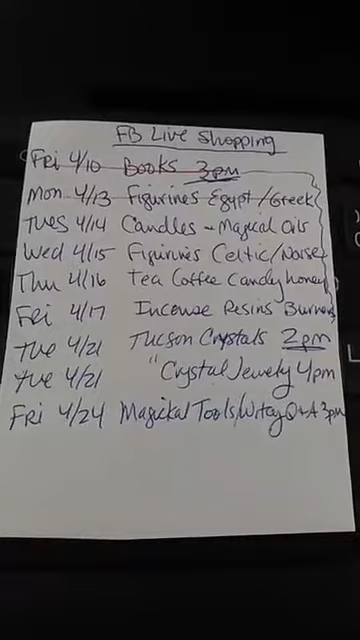 FB Live Shopping
Fri 4/10 Books 3pm
Mon 4/13 Figurines Egypt/Greek
Tues 4/14 Candles - Magical Oils
Wed 4/15 Figurines Celtic/Norse
Thu 4/16 Tea Coffee Candy honey
Fri 4/17 Incense Resins Burners
Tue 4/21 Tucson Crystals 2pm
Tue 4/21 " Crystal Jewelry 4pm
Fri 4/24 Magickal Tools/Witchy Q+A 3pm